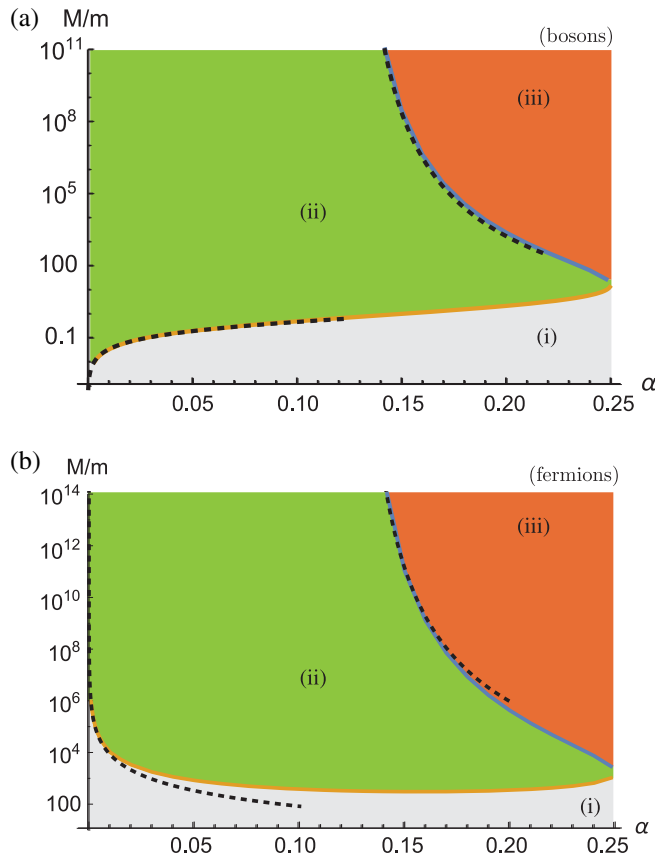 (a)
M/m
(bosons)
10^11
10^8
10^5
100
0.1
(iii)
(ii)
(i)
0.05 0.10 0.15 0.20 0.25 α
(b)
M/m
(fermions)
10^14
10^12
10^10
10^8
10^6
10^4
100
(iii)
(ii)
(i)
0.05 0.10 0.15 0.20 0.25 α